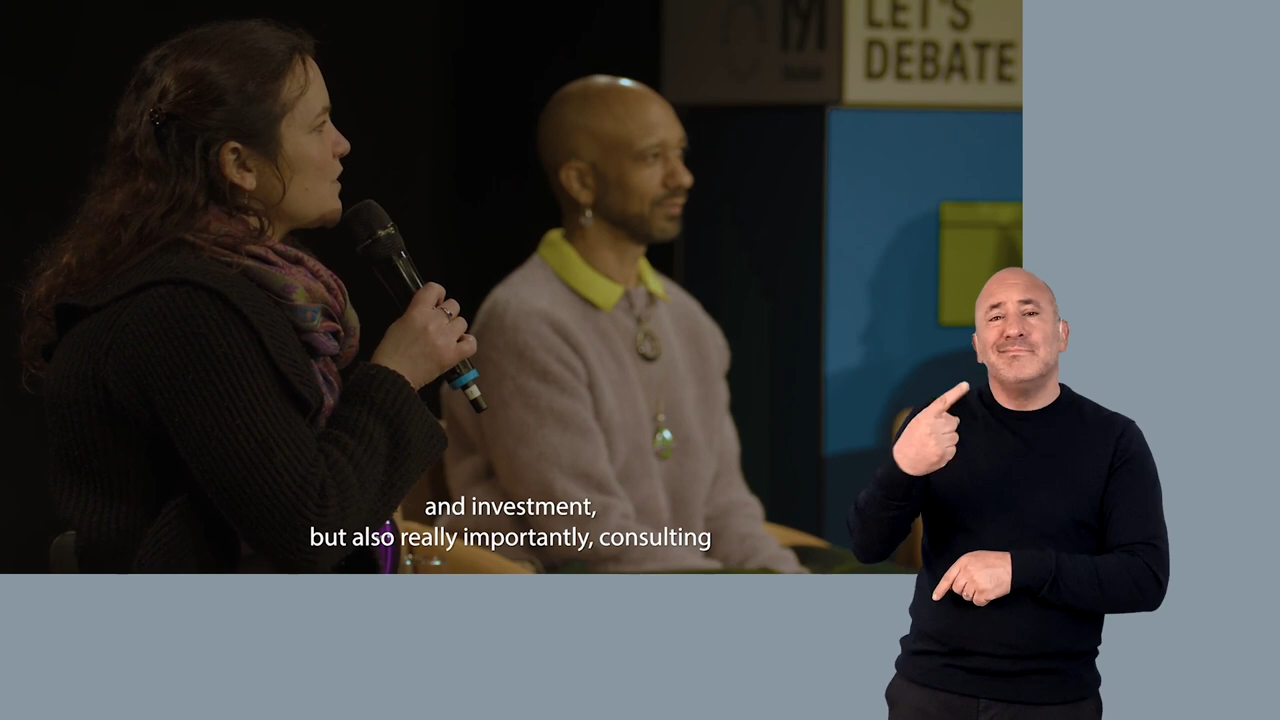 LET'S
DEBATE
and investment,
but also really importantly, consulting